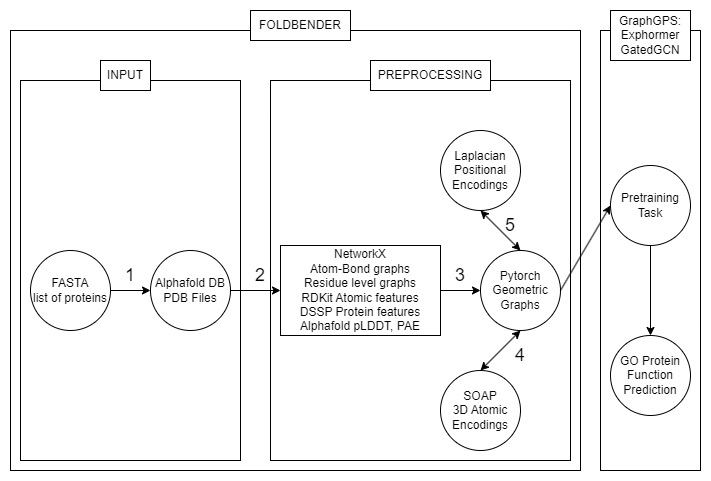 FOLDBENDER
GraphGPS:
Exphormer
GatedGCN
INPUT
PREPROCESSING
FASTA
list of proteins
1
Alphafold DB
PDB Files
2
NetworkX
Atom-Bond graphs
Residue level graphs
RDKit Atomic features
DSSP Protein features
Alphafold pLDDT, PAE
3
Pytorch
Geometric
Graphs
Laplacian
Positional
Encodings
5
4
SOAP
3D Atomic
Encodings
Pretraining
Task
GO Protein
Function
Prediction